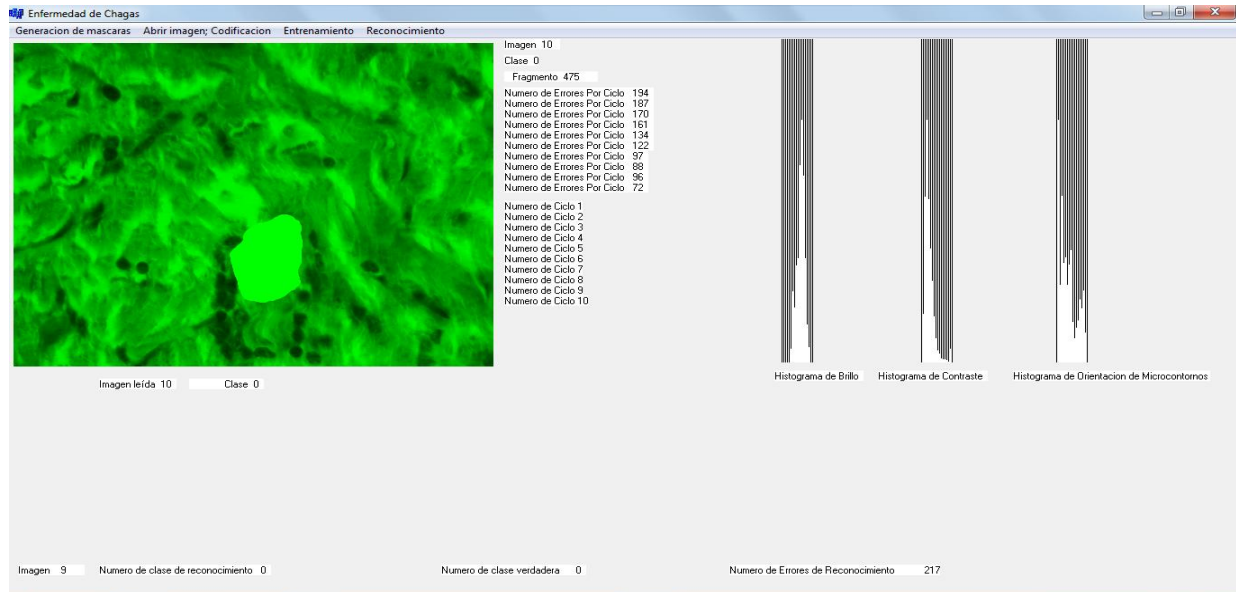 Enfermedad de Chagas
Generacion de mascaras Abrir imagen; Codificacion Entrenamiento Reconocimiento
Imagen 10
Clase 0
Fragmento 475
Numero de Errores Por Ciclo 194
Numero de Errores Por Ciclo 187
Numero de Errores Por Ciclo 170
Numero de Errores Por Ciclo 161
Numero de Errores Por Ciclo 134
Numero de Errores Por Ciclo 122
Numero de Errores Por Ciclo 97
Numero de Errores Por Ciclo 88
Numero de Errores Por Ciclo 96
Numero de Errores Por Ciclo 72
Numero de Ciclo 1
Numero de Ciclo 2
Numero de Ciclo 3
Numero de Ciclo 4
Numero de Ciclo 5
Numero de Ciclo 6
Numero de Ciclo 7
Numero de Ciclo 8
Numero de Ciclo 9
Numero de Ciclo 10
Histograma de Brillo Histograma de Contraste Histograma de Orientacion de Microcontornos
Imagen leída 10 Clase 0
Imagen 9 Numero de clase de reconocimiento 0 Numero de clase verdadera 0 Numero de Errores de Reconocimiento 217